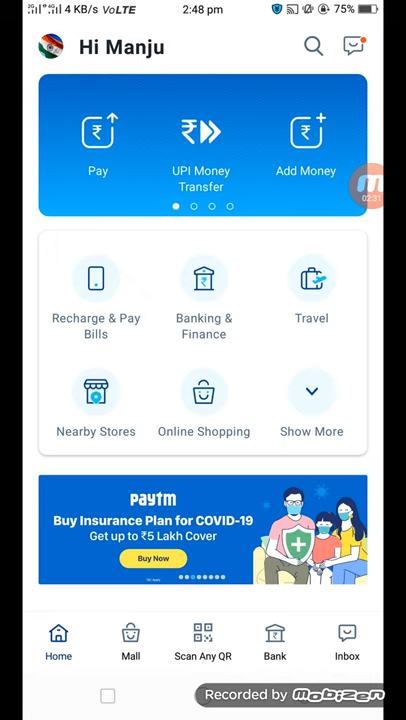 4 KB/s VoLTE 2:48 pm 75%
Hi Manju
Pay
UPI Money
Transfer
Add Money
02:31
Recharge & Pay
Bills
Banking &
Finance
Travel
Nearby Stores
Online Shopping
Show More
paytm
Buy Insurance Plan for COVID-19
Get up to ₹5 Lakh Cover
Buy Now
Home
Mall
Scan Any QR
Bank
Inbox
Recorded by Mobizen